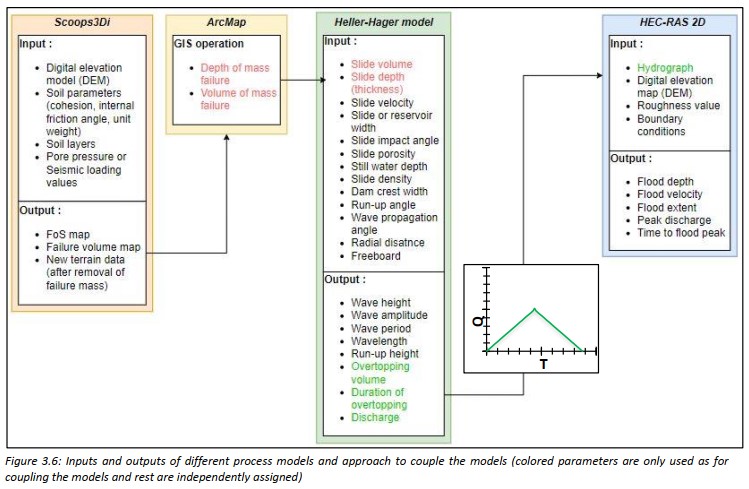 Scoops3Di
Input :
Digital elevation
model (DEM)
Soil parameters
(cohesion, internal
friction angle, unit
weight)
Soil layers
Pore pressure or
Seismic loading
values
Output :
FoS map
Failure volume map
New terrain data
(after removal of
failure mass)
ArcMap
GIS operation
Depth of mass
failure
Volume of mass
failure
Heller-Hager model
Input :
Slide volume
Slide depth
(thickness)
Slide velocity
Slide or reservoir
width
Slide impact angle
Slide porosity
Still water depth
Slide density
Dam crest width
Run-up angle
Wave propagation
angle
Radial disatnce
Freeboard
Output :
Wave height
Wave amplitude
Wave period
Wavelength
Run-up height
Overtopping
volume
Duration of
overtopping
Discharge
Q
T
HEC-RAS 2D
Input :
Hydrograph
Digital elevation
map (DEM)
Roughness value
Boundary
conditions
Output :
Flood depth
Flood velocity
Flood extent
Peak discharge
Time to flood peak
Figure 3.6: Inputs and outputs of different process models and approach to couple the models (colored parameters are only used as for
coupling the models and rest are independently assigned)